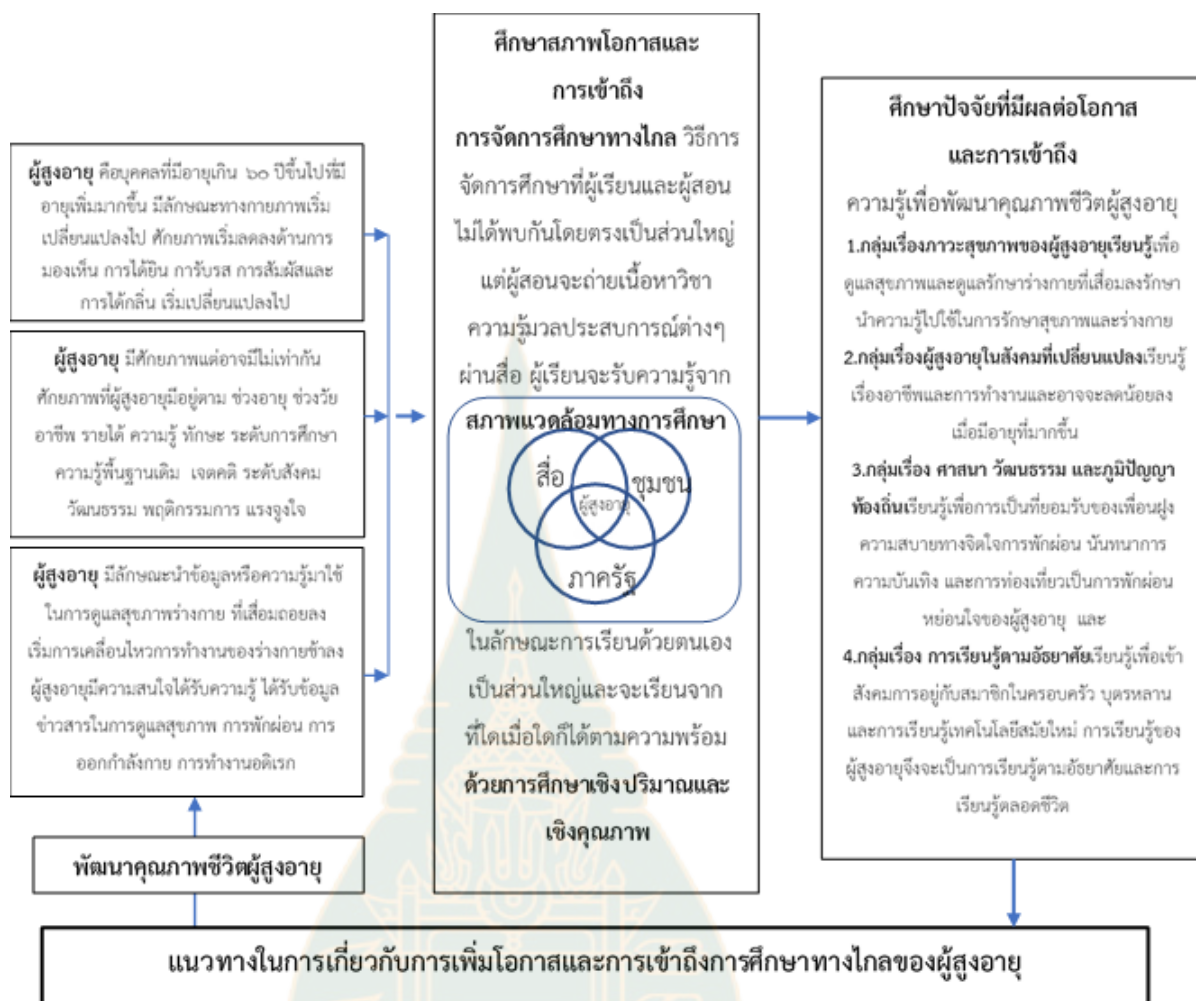 ผู้สูงอายุ คือบุคคลที่มีอายุเกิน ๖๐ ปีขึ้นไปที่มี
อายุเพิ่มมากขึ้น มีลักษณะทางกายภาพเริ่ม
เปลี่ยนแปลงไป ศักยภาพเริ่มลดลงด้านการ
มองเห็น การได้ยิน การับรส การสัมผัสและ
การได้กลิ่น เริ่มเปลี่ยนแปลงไป
ผู้สูงอายุ มีศักยภาพแต่อาจมีไม่เท่ากัน
ศักยภาพที่ผู้สูงอายุมีอยู่ตาม ช่วงอายุ ช่วงวัย
อาชีพ รายได้ ความรู้ ทักษะ ระดับการศึกษา
ความรู้พื้นฐานเดิม เจตคติ ระดับสังคม
วัฒนธรรม พฤติกรรมการ แรงจูงใจ
ผู้สูงอายุ มีลักษณะนำข้อมูลหรือความรู้มาใช้
ในการดูแลสุขภาพร่างกาย ที่เสื่อมถอยลง
เริ่มการเคลื่อนไหวการทำงานของร่างกายช้าลง
ผู้สูงอายุมีความสนใจได้รับความรู้ ได้รับข้อมูล
ข่าวสารในการดูแลสุขภาพ การพักผ่อน การ
ออกกำลังกาย การทำงานอดิเรก
พัฒนาคุณภาพชีวิตผู้สูงอายุ
ศึกษาสภาพโอกาสและ
การเข้าถึง
การจัดการศึกษาทางไกล วิธีการ
จัดการศึกษาที่ผู้เรียนและผู้สอน
ไม่ได้พบกันโดยตรงเป็นส่วนใหญ่
แต่ผู้สอนจะถ่ายเนื้อหาวิชา
ความรู้มวลประสบการณ์ต่างๆ
ผ่านสื่อ ผู้เรียนจะรับความรู้จาก
สภาพแวดล้อมทางการศึกษา
สื่อ
ชุมชน
ผู้สูงอายุ
ภาครัฐ
ในลักษณะการเรียนด้วยตนเอง
เป็นส่วนใหญ่และจะเรียนจาก
ที่ใดเมื่อใดก็ได้ตามความพร้อม
ด้วยการศึกษาเชิงปริมาณและ
เชิงคุณภาพ
ศึกษาปัจจัยที่มีผลต่อโอกาส
และการเข้าถึง
ความรู้เพื่อพัฒนาคุณภาพชีวิตผู้สูงอายุ
1.กลุ่มเรื่องภาวะสุขภาพของผู้สูงอายุเรียนรู้เพื่อ
ดูแลสุขภาพและดูแลรักษาร่างกายที่เสื่อมลงรักษา
นำความรู้ไปใช้ในการรักษาสุขภาพและร่างกาย
2.กลุ่มเรื่องผู้สูงอายุในสังคมที่เปลี่ยนแปลงเรียนรู้
เรื่องอาชีพและการทำงานและอาจจะลดน้อยลง
เมื่อมีอายุที่มากขึ้น
3.กลุ่มเรื่อง ศาสนา วัฒนธรรม และภูมิปัญญา
ท้องถิ่นเรียนรู้เพื่อการเป็นที่ยอมรับของเพื่อนฝูง
ความสบายทางจิตใจการพักผ่อน นันทนาการ
ความบันเทิง และการท่องเที่ยวเป็นการพักผ่อน
หย่อนใจของผู้สูงอายุ และ
4.กลุ่มเรื่อง การเรียนรู้ตามอัธยาศัยเรียนรู้เพื่อเข้า
สังคมการอยู่กับสมาชิกในครอบครัว บุตรหลาน
และการเรียนรู้เทคโนโลยีสมัยใหม่ การเรียนรู้ของ
ผู้สูงอายุจึงจะเป็นการเรียนรู้ตามอัธยาศัยและการ
เรียนรู้ตลอดชีวิต
แนวทางในการเกี่ยวกับการเพิ่มโอกาสและการเข้าถึงการศึกษาทางไกลของผู้สูงอายุ